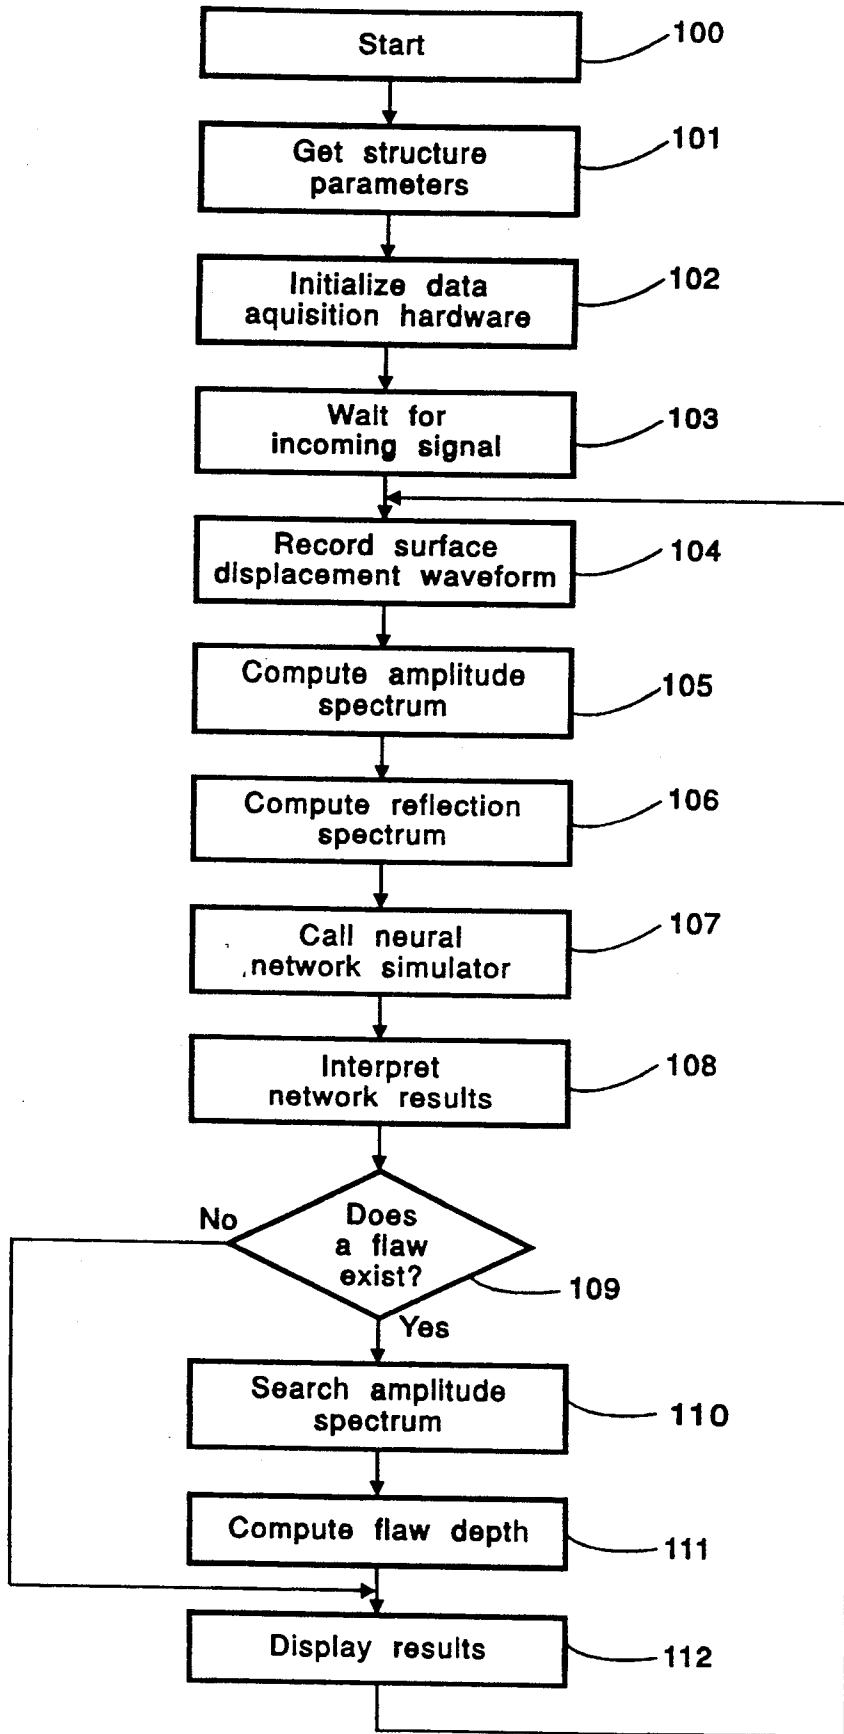 Start
100
Get structure
parameters
101
Initialize data
aquisition hardware
102
Wait for
incoming signal
103
Record surface
displacement waveform
104
Compute amplitude
spectrum
105
Compute reflection
spectrum
106
Call neural
network simulator
107
Interpret
network results
108
No
Does
a flaw
exist?
109
Yes
Search amplitude
spectrum
110
Compute flaw depth
111
Display results
112